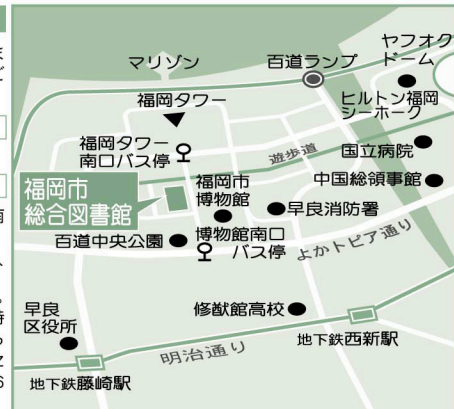 マリゾン
百道ランプ
ヤフオク
ドーム
福岡タワー
ヒルトン福岡
シーホーク
福岡タワー
南口バス停
遊歩道
国立病院
福岡市
総合図書館
福岡市
博物館
中国総領事館
早良消防署
百道中央公園
博物館南口
バス停
よかトピア通り
早良
区役所
修猷館高校
明治通り
地下鉄西新駅
地下鉄藤崎駅